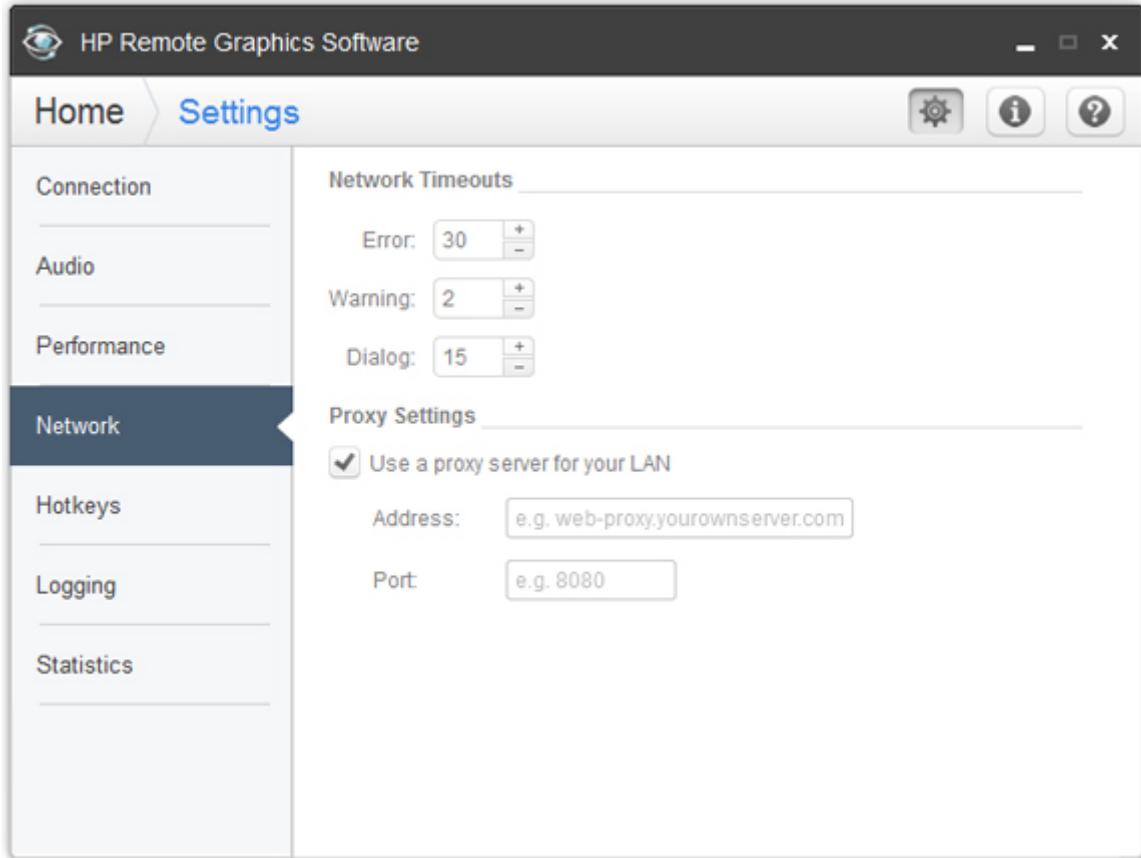 HP Remote Graphics Software
Home Settings
Connection
Audio
Performance
Network
Hotkeys
Logging
Statistics
Network Timeouts
Error: 30
Warning: 2
Dialog: 15
Proxy Settings
Use a proxy server for your LAN
Address: e.g. web-proxy.yourownserver.com
Port: e.g. 8080